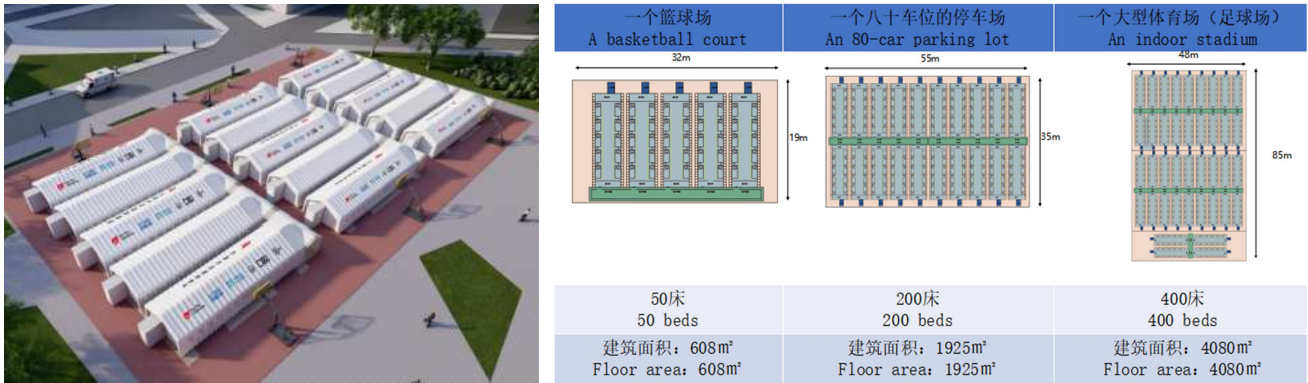 一个篮球场
A basketball court
一个八十车位的停车场
An 80-car parking lot
一个大型体育场（足球场）
An indoor stadium
32m
19m
55m
35m
48m
85m
50床
50 beds
200床
200 beds
400床
400 beds
建筑面积：608㎡
Floor area：608㎡
建筑面积：1925㎡
Floor area：1925㎡
建筑面积：4080㎡
Floor area：4080㎡